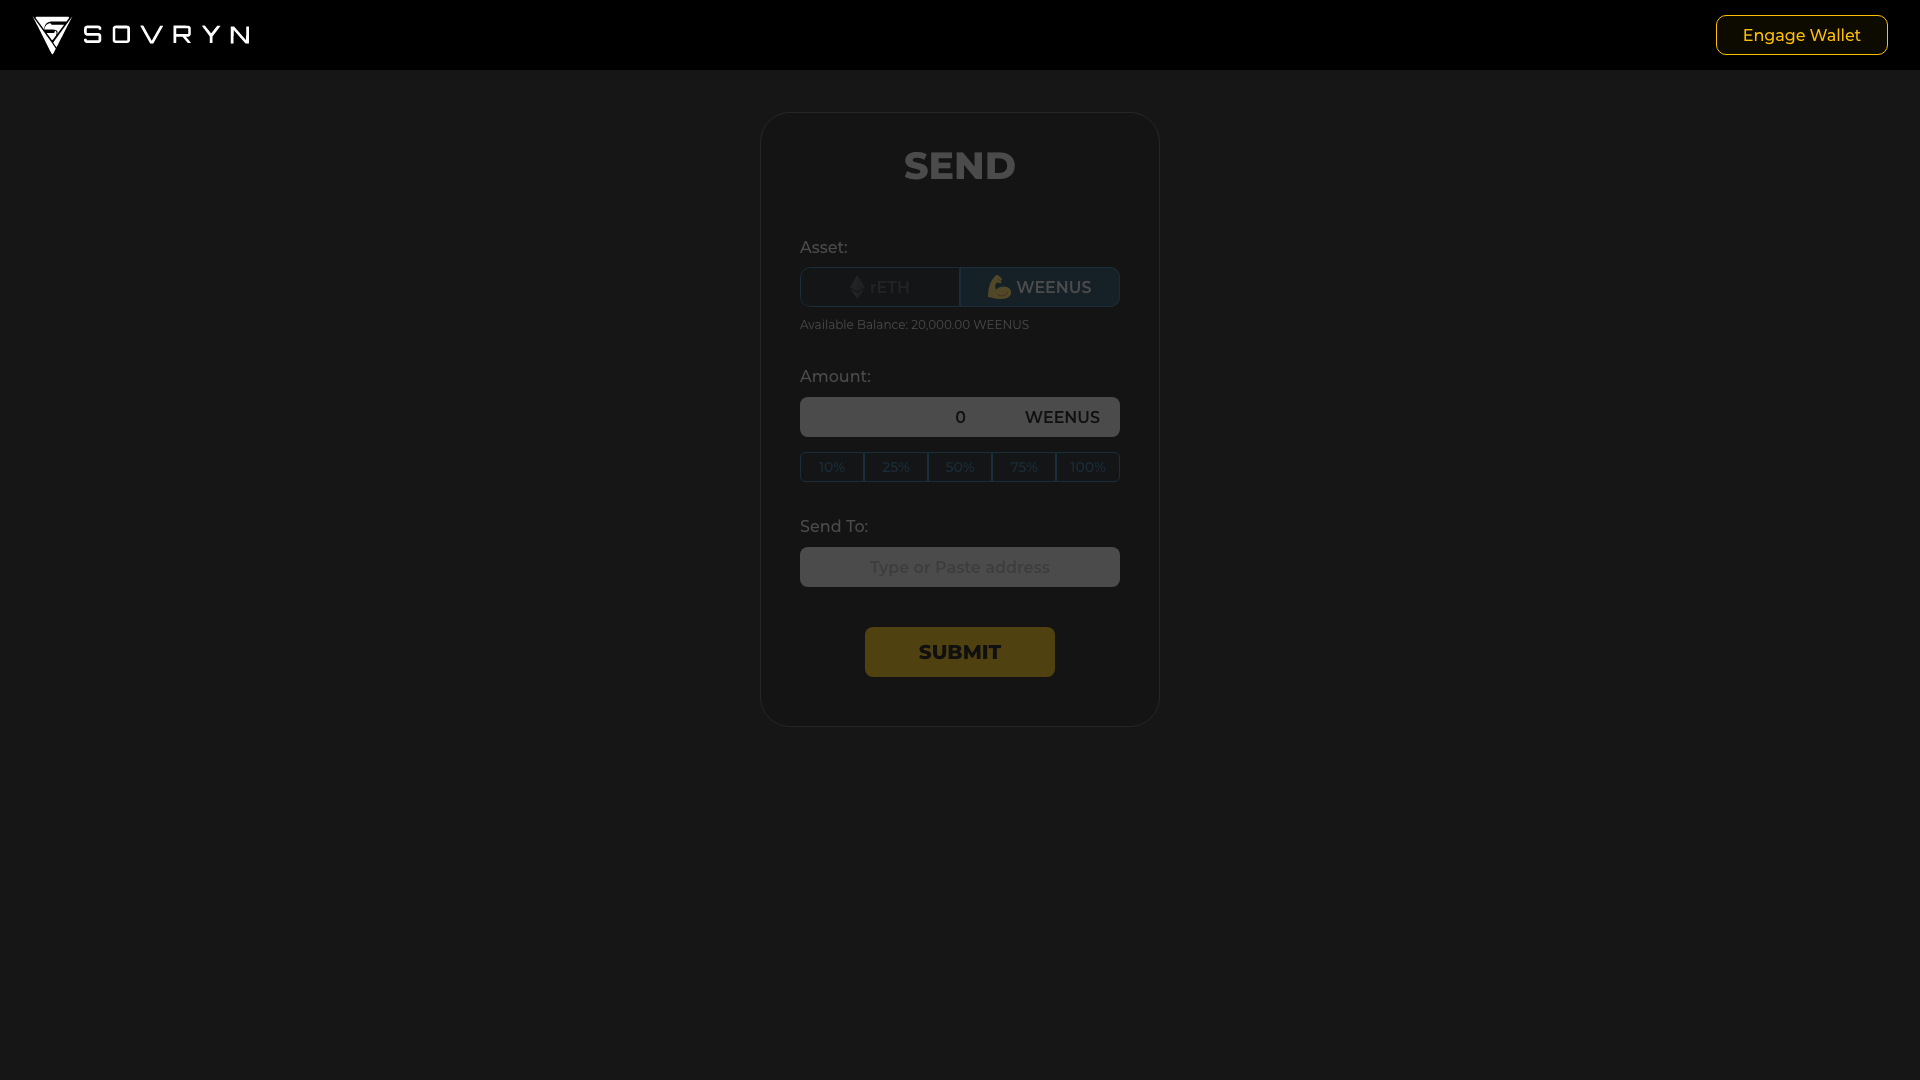 SOVRYN
Engage Wallet
SEND
Asset:
rETH
WEENUS
Available Balance: 20,000.00 WEENUS
Amount:
0 WEENUS
10% 25% 50% 75% 100%
Send To:
Type or Paste address
SUBMIT